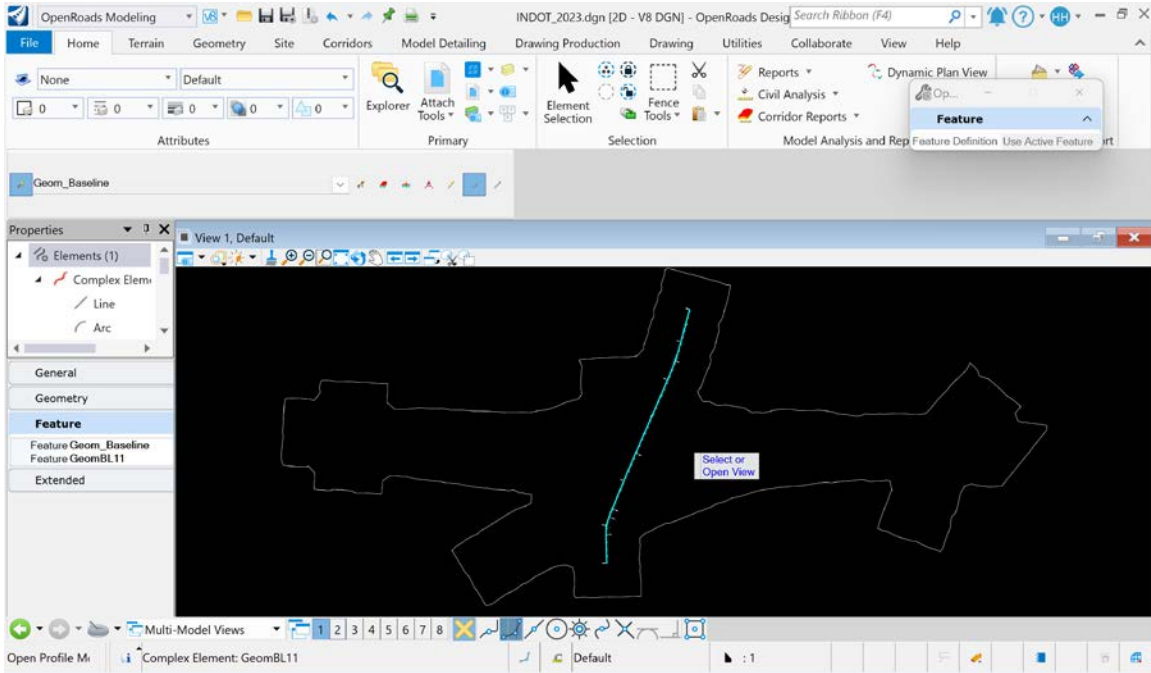 OpenRoads Modeling
INDOT_2023.dgn [2D - V8 DGN] - OpenRoads Desig
Search Ribbon (F4)
HH
File Home Terrain Geometry Site Corridors Model Detailing Drawing Production Drawing Utilities Collaborate View Help
None Default
0 0 0 0 0
Attributes
Explorer Attach Tools
Primary
Element Selection Fence Tools
Selection
Reports
Civil Analysis
Corridor Reports
Dynamic Plan View
Model Analysis and Rep
Op...
Feature
Feature Definition Use Active Feature
rt
Geom_Baseline
Properties
Elements (1)
Complex Eleme
Line
Arc
General
Geometry
Feature
Feature Geom_Baseline
Feature GeomBL11
Extended
View 1, Default
Select or
Open View
Multi-Model Views 1 2 3 4 5 6 7 8
Open Profile Mo Complex Element: GeomBL11 Default : 1